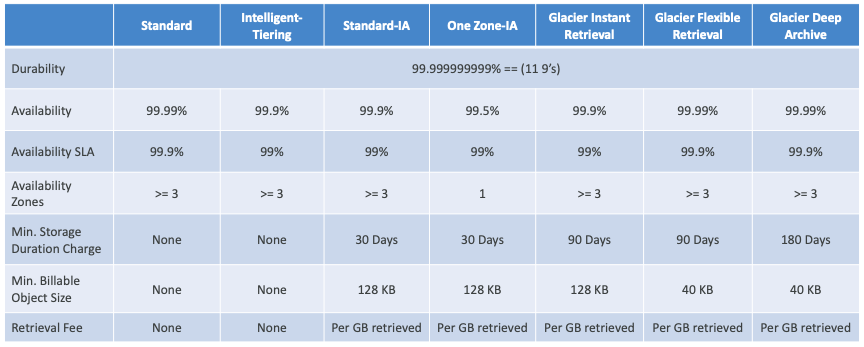 Standard Intelligent-Tiering Standard-IA One Zone-IA Glacier Instant Retrieval Glacier Flexible Retrieval Glacier Deep Archive
Durability 99.999999999% == (11 9’s)
Availability 99.99% 99.9% 99.9% 99.5% 99.9% 99.99% 99.99%
Availability SLA 99.9% 99% 99% 99% 99% 99.9% 99.9%
Availability Zones >= 3 >= 3 >= 3 1 >= 3 >= 3 >= 3
Min. Storage Duration Charge None None 30 Days 30 Days 90 Days 90 Days 180 Days
Min. Billable Object Size None None 128 KB 128 KB 128 KB 40 KB 40 KB
Retrieval Fee None None Per GB retrieved Per GB retrieved Per GB retrieved Per GB retrieved Per GB retrieved